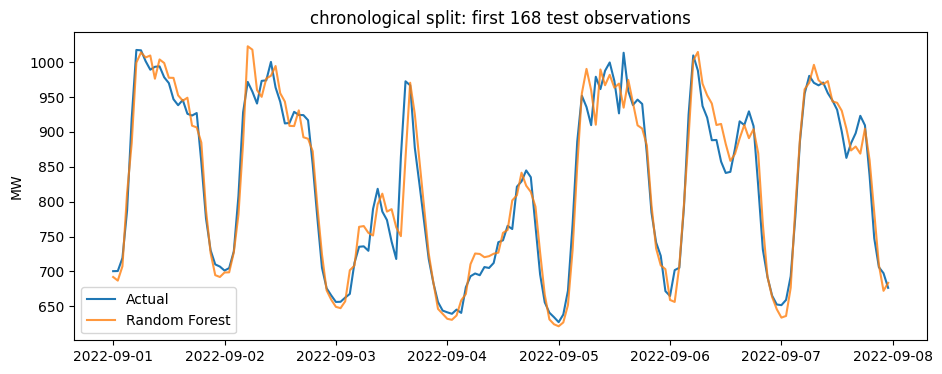 chronological split: first 168 test observations
MW
1000
950
900
850
800
750
700
650
Actual
Random Forest
2022-09-01 2022-09-02 2022-09-03 2022-09-04 2022-09-05 2022-09-06 2022-09-07 2022-09-08